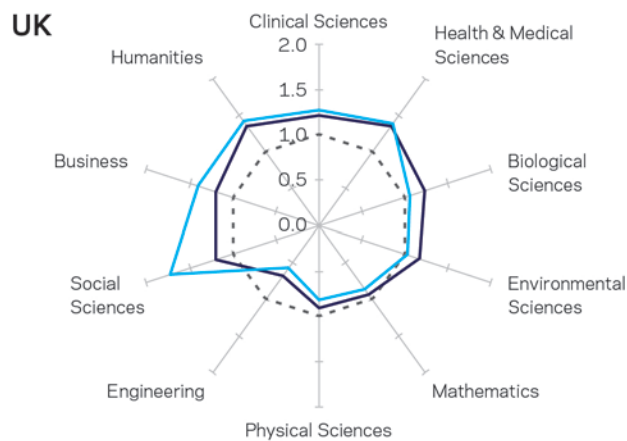 UK
Clinical Sciences
Health & Medical
Sciences
Humanities
2.0
1.5
1.0
0.5
0.0
Business
Biological
Sciences
Social
Sciences
Environmental
Sciences
Engineering
Mathematics
Physical Sciences